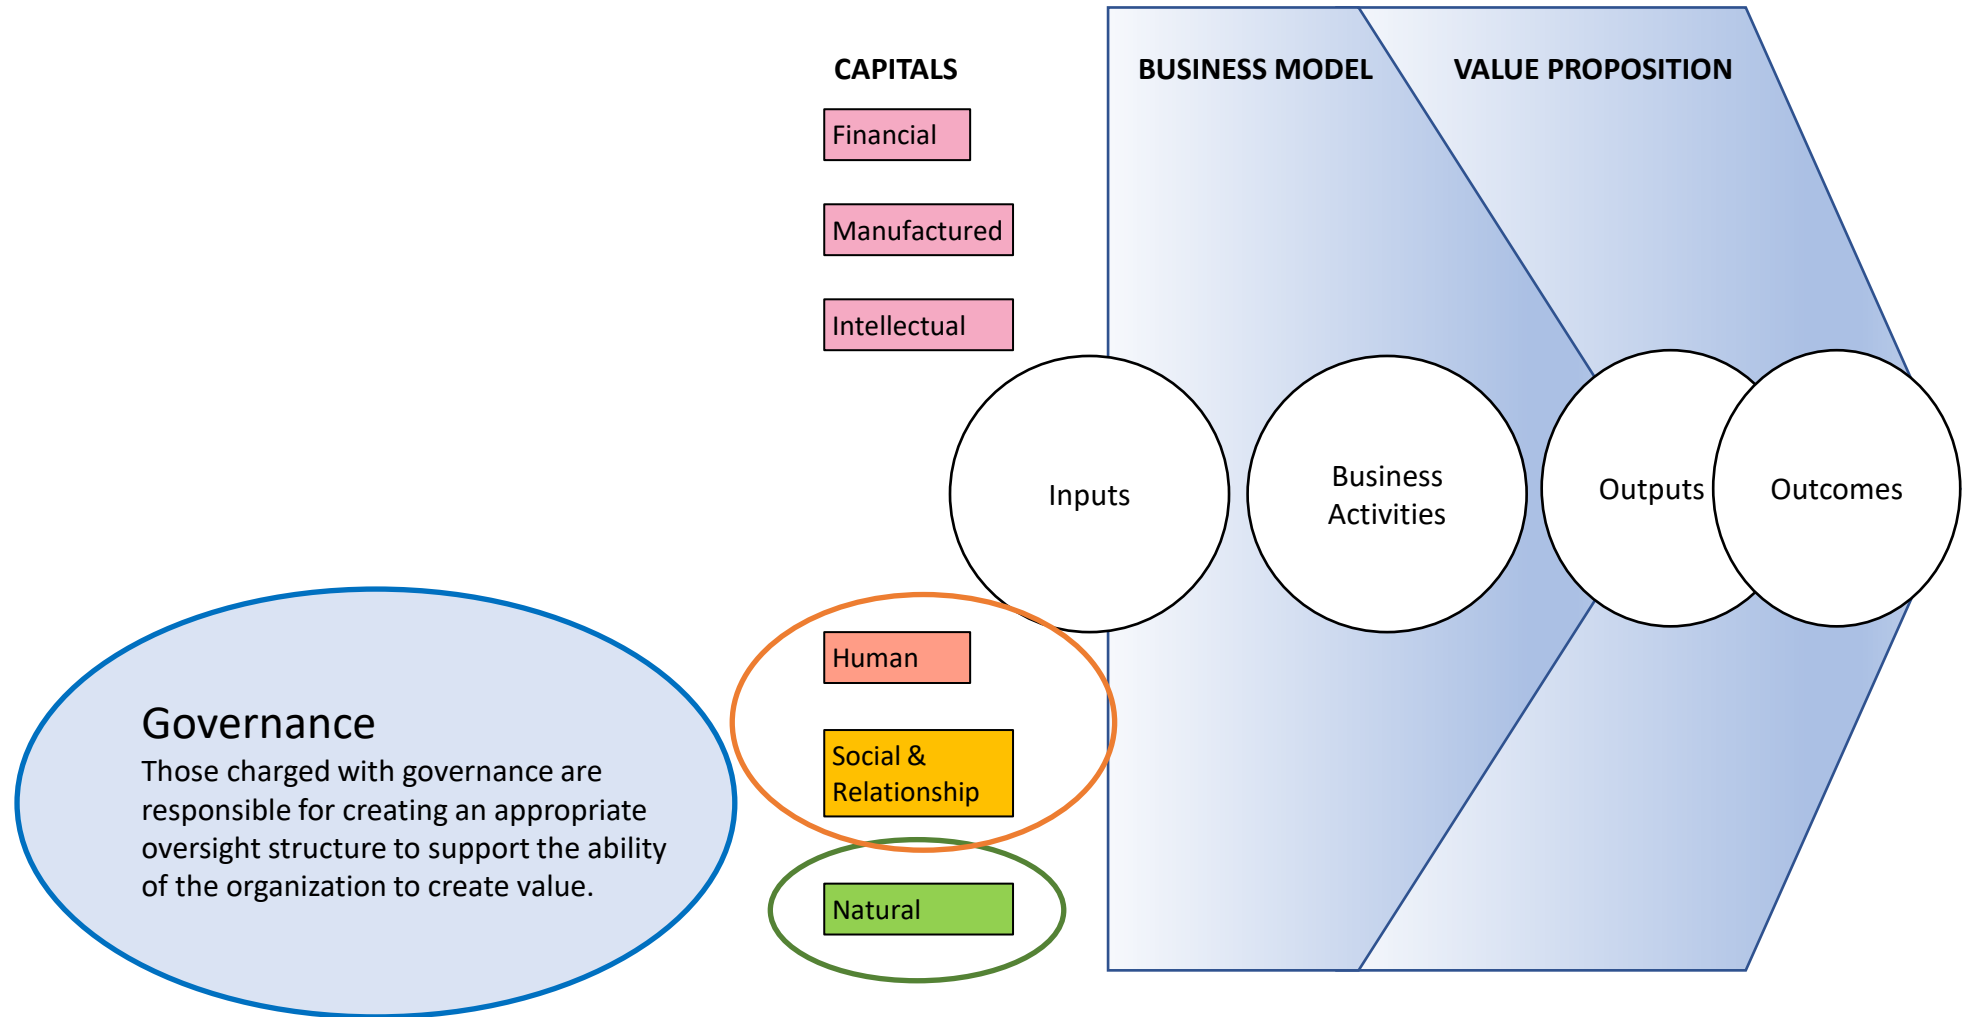 CAPITALS
BUSINESS MODEL
VALUE PROPOSITION
Financial
Manufactured
Intellectual
Inputs
Business
Activities
Outputs
Outcomes
Human
Social &
Relationship
Natural
Governance
Those charged with governance are
responsible for creating an appropriate
oversight structure to support the ability
of the organization to create value.